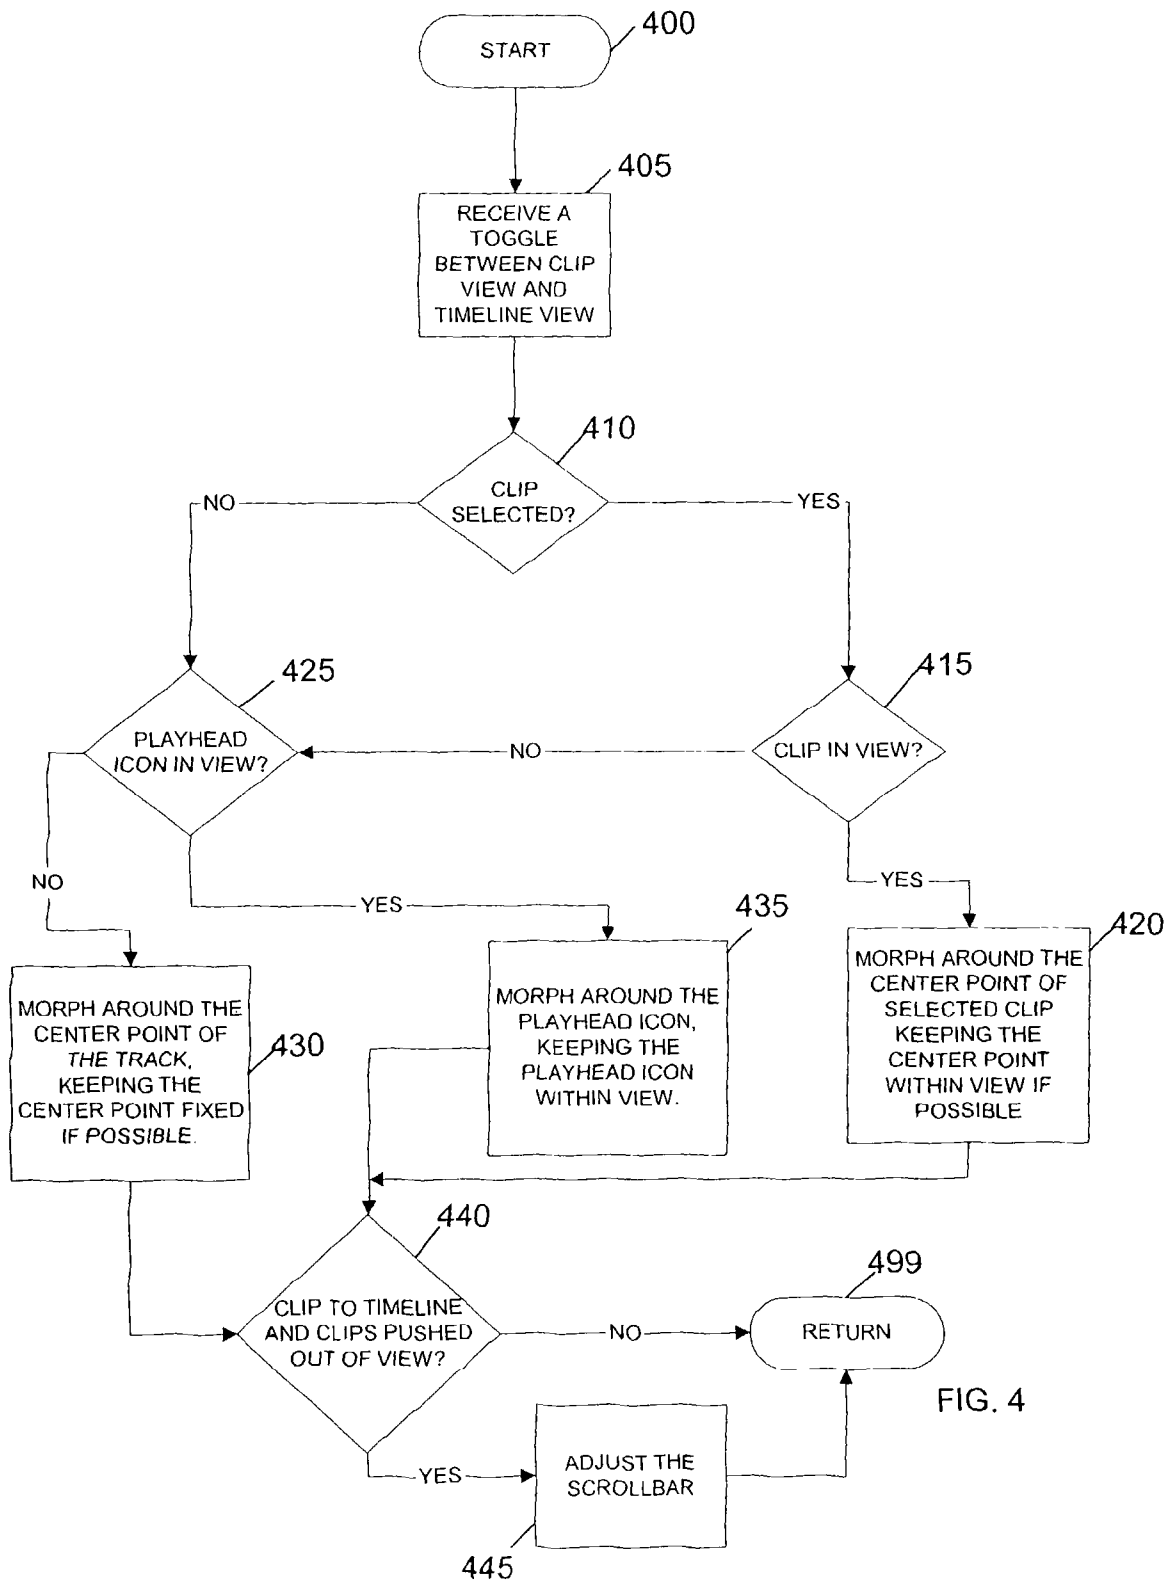 400
START
405
RECEIVE A
TOGGLE
BETWEEN CLIP
VIEW AND
TIMELINE VIEW
410
CLIP
SELECTED?
NO
YES
425
PLAYHEAD
ICON IN VIEW?
415
CLIP IN VIEW?
NO
NO
YES
YES
435
420
MORPH AROUND THE
CENTER POINT OF
THE TRACK,
KEEPING THE
CENTER POINT FIXED
IF POSSIBLE.
430
MORPH AROUND THE
PLAYHEAD ICON,
KEEPING THE
PLAYHEAD ICON
WITHIN VIEW.
MORPH AROUND THE
CENTER POINT OF
SELECTED CLIP
KEEPING THE
CENTER POINT
WITHIN VIEW IF
POSSIBLE
440
CLIP TO TIMELINE
AND CLIPS PUSHED
OUT OF VIEW?
NO
499
RETURN
FIG. 4
YES
ADJUST THE
SCROLLBAR
445